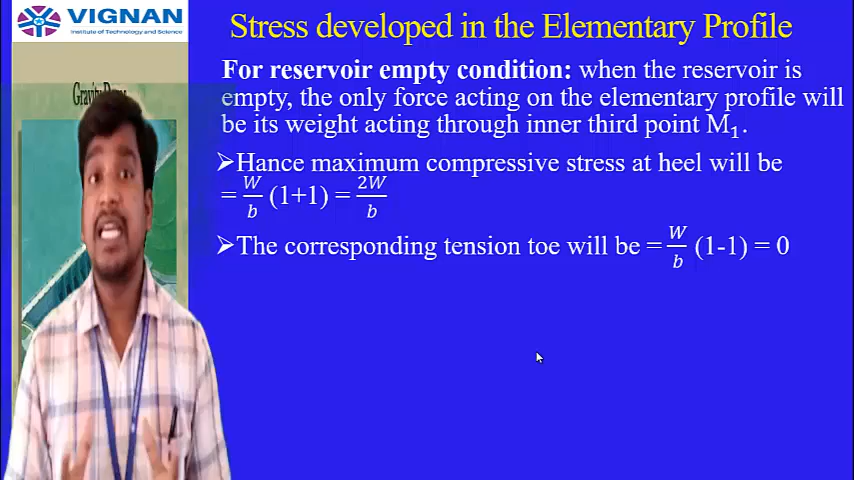 VIGNAN
Institute of Technology and Science
Stress developed in the Elementary Profile
For reservoir empty condition: when the reservoir is
empty, the only force acting on the elementary profile will
be its weight acting through inner third point M₁.
➢Hance maximum compressive stress at heel will be
= W/b (1+1) = 2W/b
➢The corresponding tension toe will be = W/b (1-1) = 0
Gravity Dams